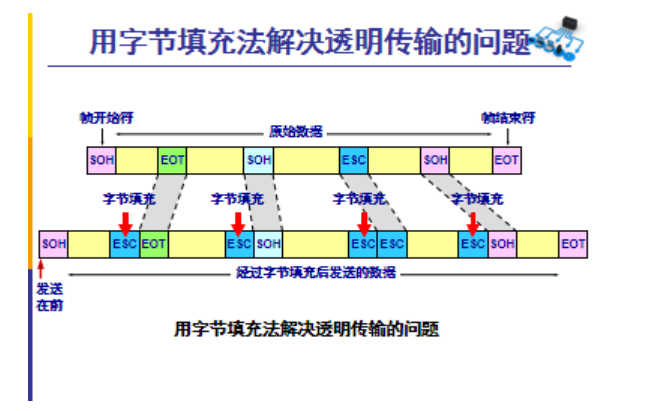 用字节填充法解决透明传输的问题
帧开始符
帧结束符
原始数据
SOH EOT SOH ESC SOH EOT
字节填充 字节填充 字节填充 字节填充
SOH ESC EOT ESC SOH ESC ESC ESC SOH EOT
经过字节填充后发送的数据
发送
在前
用字节填充法解决透明传输的问题